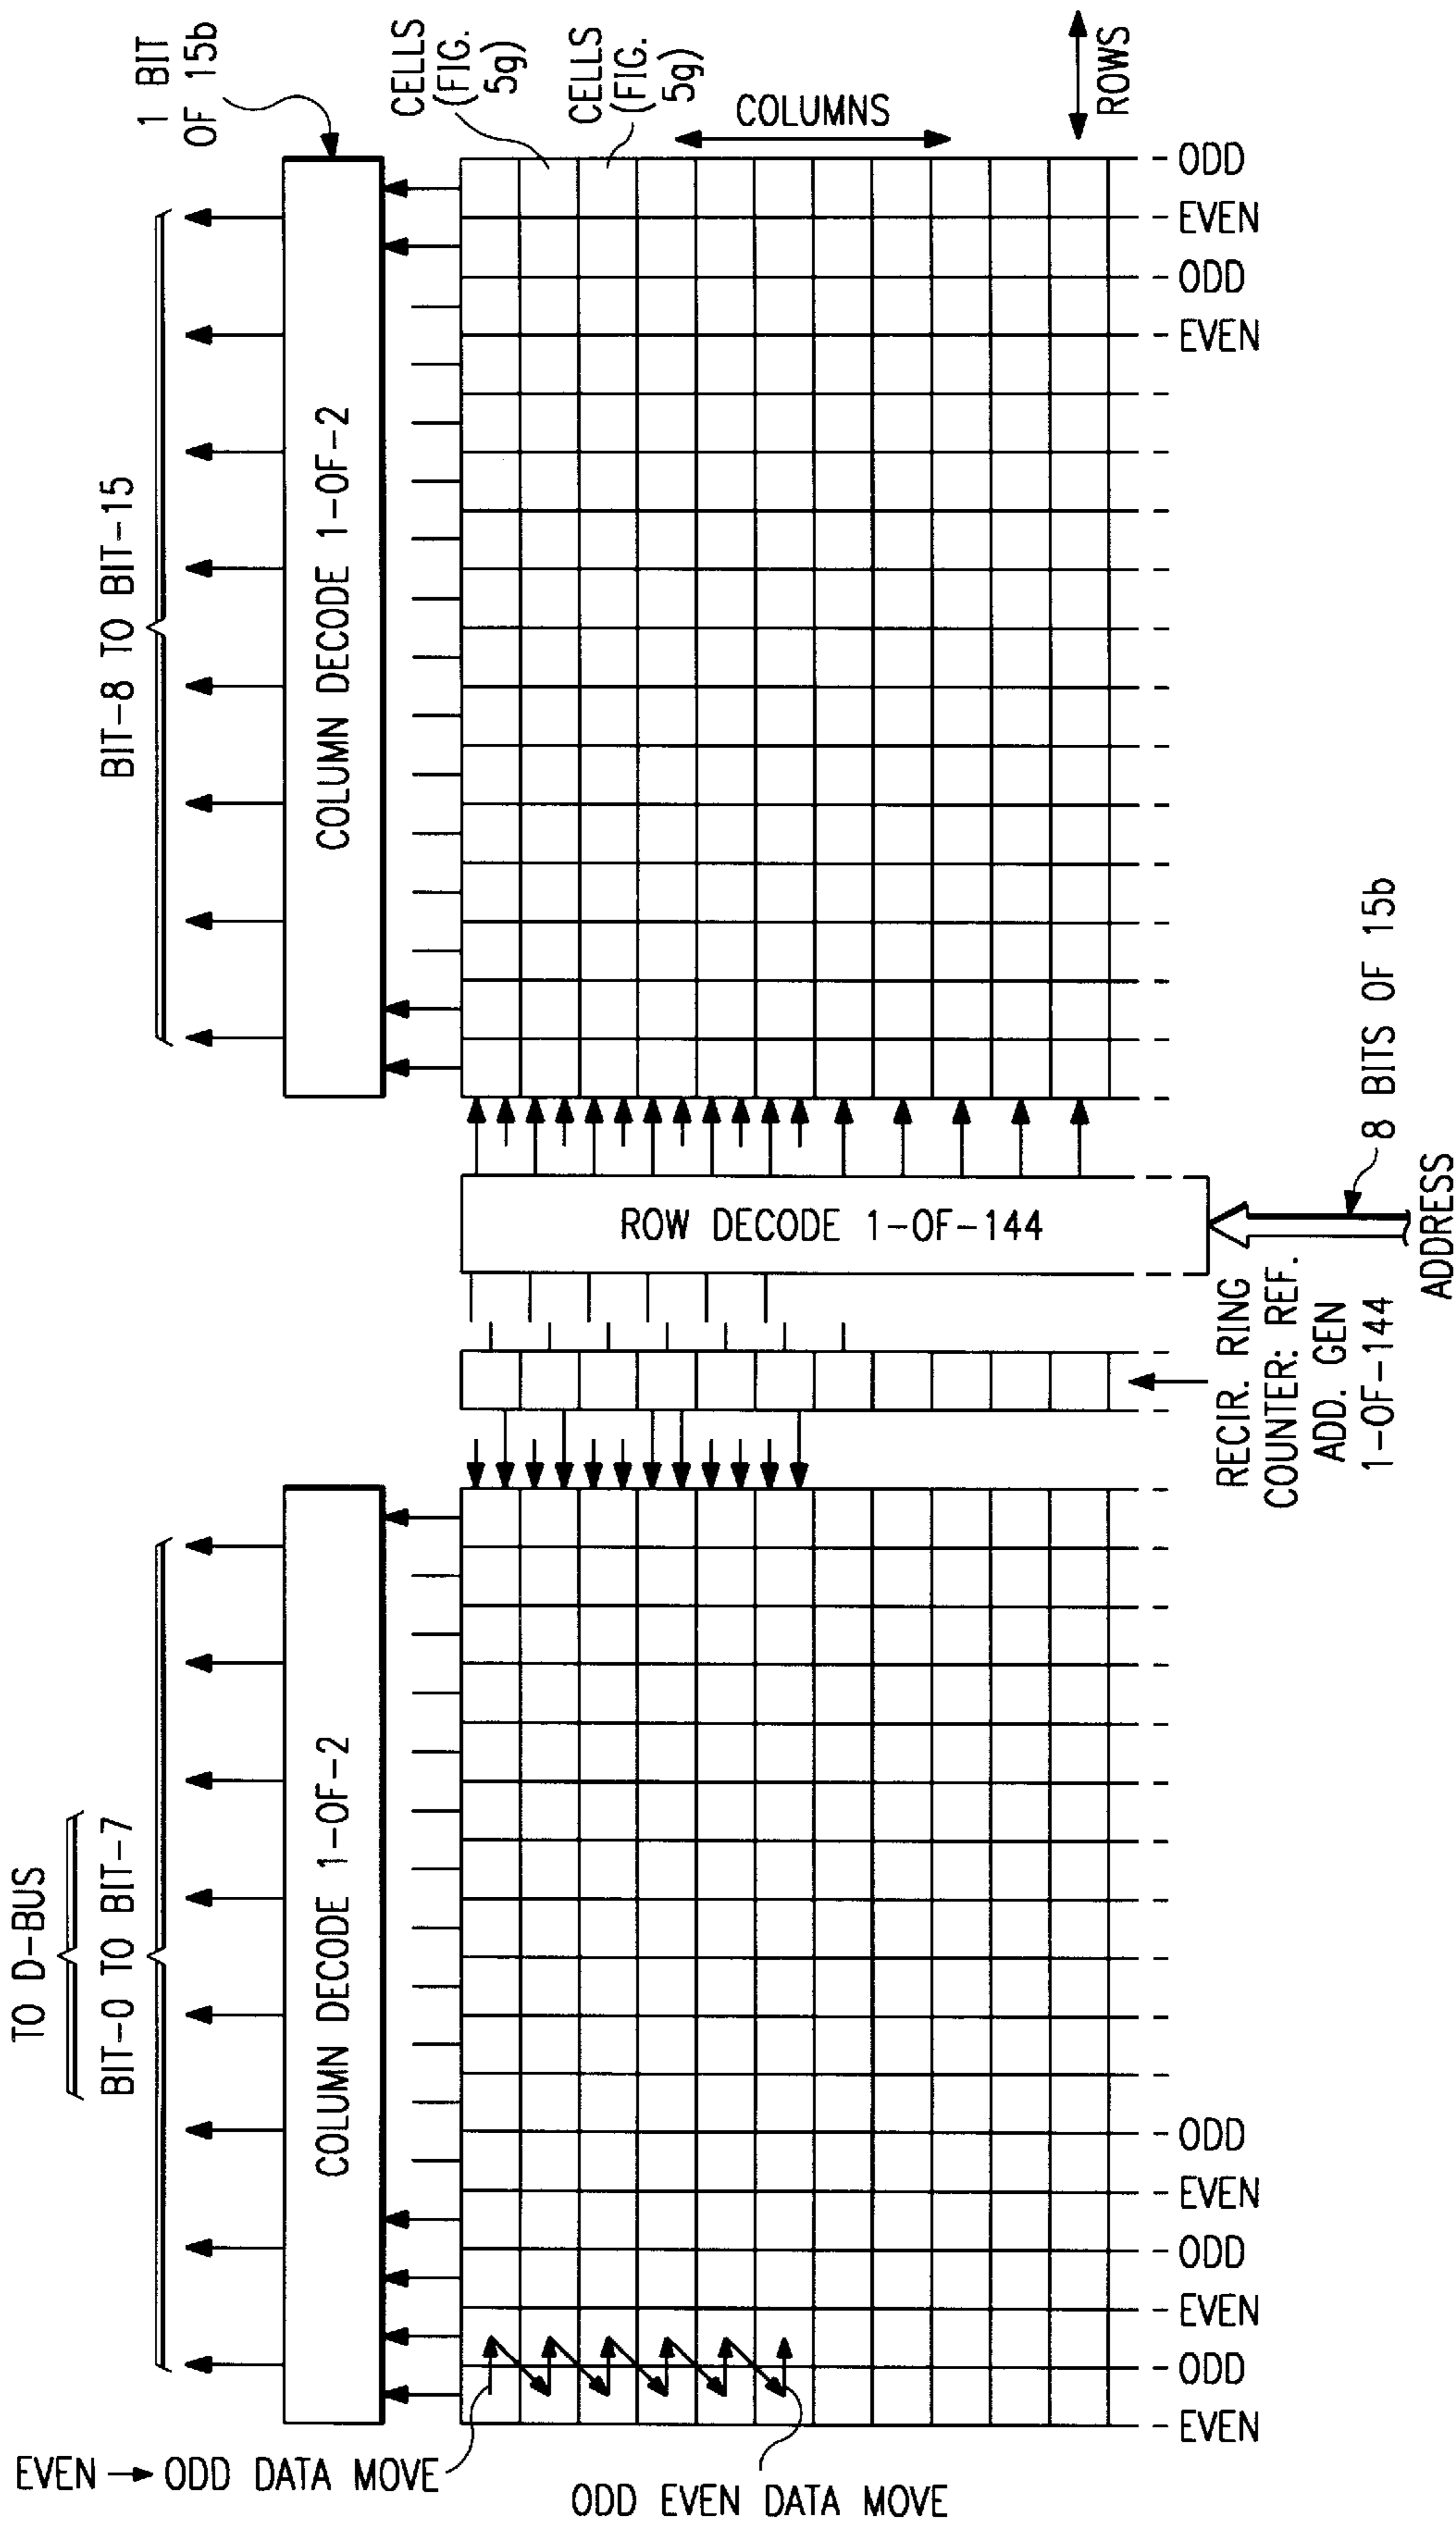 TO D-BUS
BIT-0 TO BIT-7
BIT-8 TO BIT-15
1 BIT
OF 15b
COLUMN DECODE 1-OF-2
COLUMN DECODE 1-OF-2
CELLS
(FIG.
5g)
CELLS
(FIG.
5g)
COLUMNS
ROWS
ROW DECODE 1-OF-144
8 BITS OF 15b
ADDRESS
RECIR. RING
COUNTER: REF.
ADD. GEN
1-OF-144
ODD
EVEN
ODD
EVEN
ODD
EVEN
ODD
EVEN
ODD
EVEN
EVEN → ODD DATA MOVE
ODD EVEN DATA MOVE